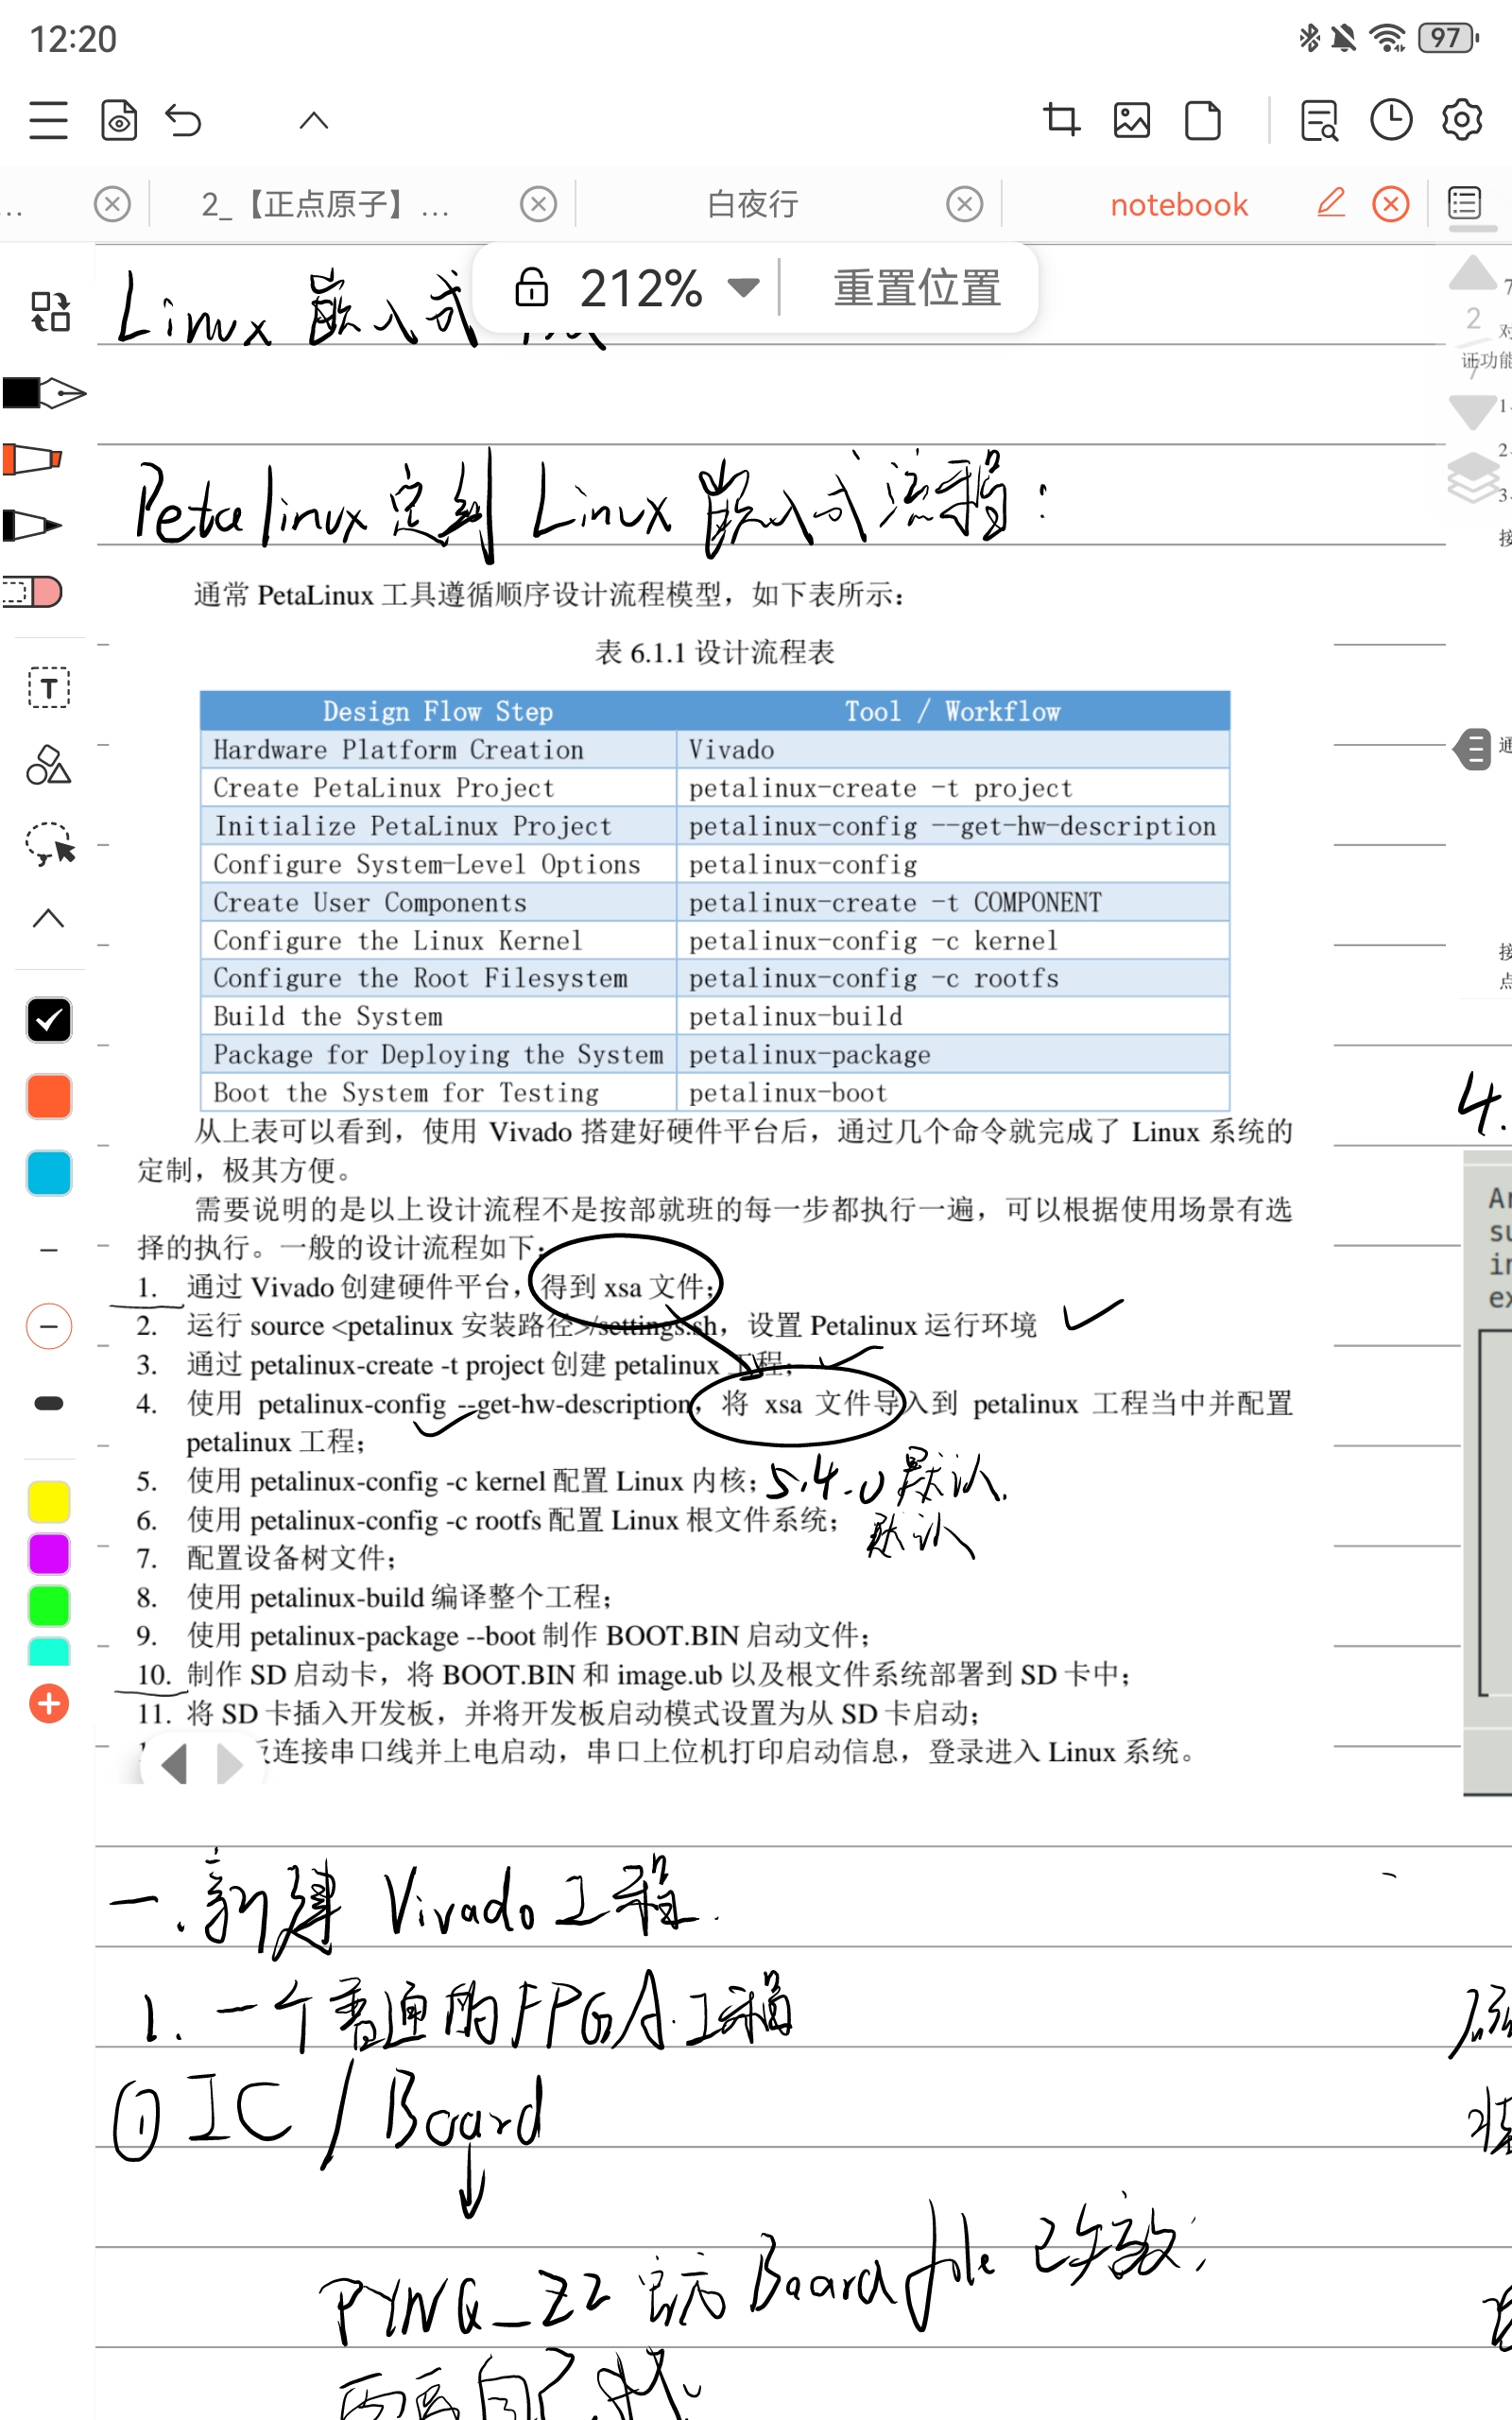 12:20
97
2_【正点原子】...
白夜行
notebook
Linux 嵌入式
212%
重置位置
2
对
证功能
1
2
3
接
Petalinux 定制 Linux 嵌入式流程：
通常 PetaLinux 工具遵循顺序设计流程模型，如下表所示：
表 6.1.1 设计流程表
Design Flow Step Tool / Workflow
Hardware Platform Creation Vivado
Create PetaLinux Project petalinux-create -t project
Initialize PetaLinux Project petalinux-config --get-hw-description
Configure System-Level Options petalinux-config
Create User Components petalinux-create -t COMPONENT
Configure the Linux Kernel petalinux-config -c kernel
Configure the Root Filesystem petalinux-config -c rootfs
Build the System petalinux-build
Package for Deploying the System petalinux-package
Boot the System for Testing petalinux-boot
从上表可以看到，使用 Vivado 搭建好硬件平台后，通过几个命令就完成了 Linux 系统的
定制，极其方便。
需要说明的是以上设计流程不是按部就班的每一步都执行一遍，可以根据使用场景有选
择的执行。一般的设计流程如下：
1. 通过 Vivado 创建硬件平台，得到 xsa 文件；
2. 运行 source <petalinux 安装路径>/settings.sh，设置 Petalinux 运行环境
3. 通过 petalinux-create -t project 创建 petalinux 工程；
4. 使用 petalinux-config --get-hw-description，将 xsa 文件导入到 petalinux 工程当中并配置
petalinux 工程；
5. 使用 petalinux-config -c kernel 配置 Linux 内核； 5.4.0 默认.
6. 使用 petalinux-config -c rootfs 配置 Linux 根文件系统； 默认
7. 配置设备树文件；
8. 使用 petalinux-build 编译整个工程；
9. 使用 petalinux-package --boot 制作 BOOT.BIN 启动文件；
10. 制作 SD 启动卡，将 BOOT.BIN 和 image.ub 以及根文件系统部署到 SD 卡中；
11. 将 SD 卡插入开发板，并将开发板启动模式设置为从 SD 卡启动；
连接串口线并上电启动，串口上位机打印启动信息，登录进入 Linux 系统。
通
接
点
4.
一.新建 Vivado 工程.
1. 一个普通的FPGA工程
① IC / Board
↓
PYNQ_Z2 官方 Board file 已失效，
需要自己找.